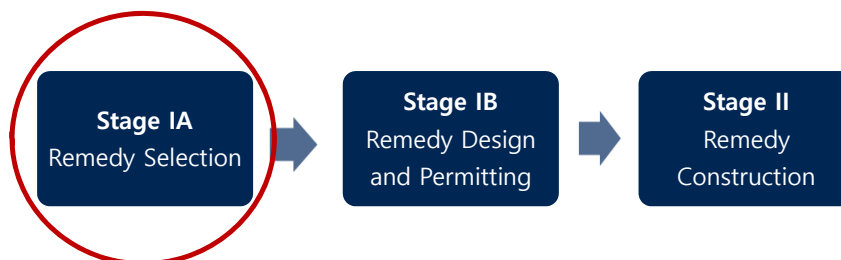 Stage IA
Remedy Selection
Stage IB
Remedy Design
and Permitting
Stage II
Remedy
Construction